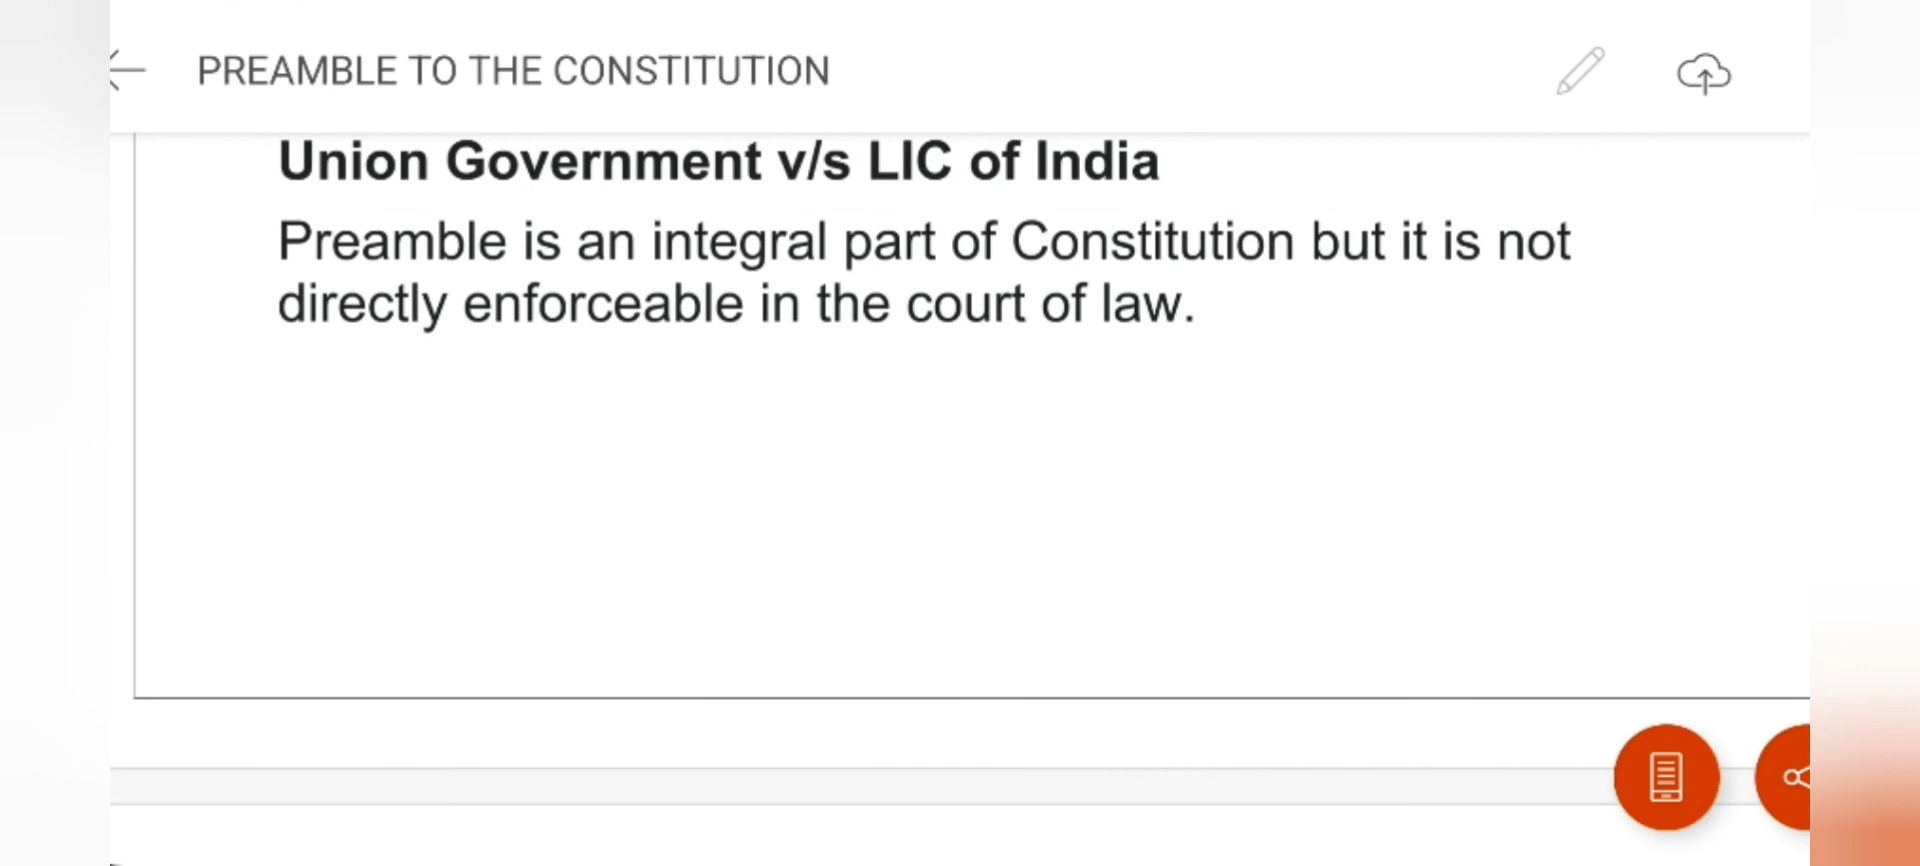 PREAMBLE TO THE CONSTITUTION
Union Government v/s LIC of India
Preamble is an integral part of Constitution but it is not
directly enforceable in the court of law.